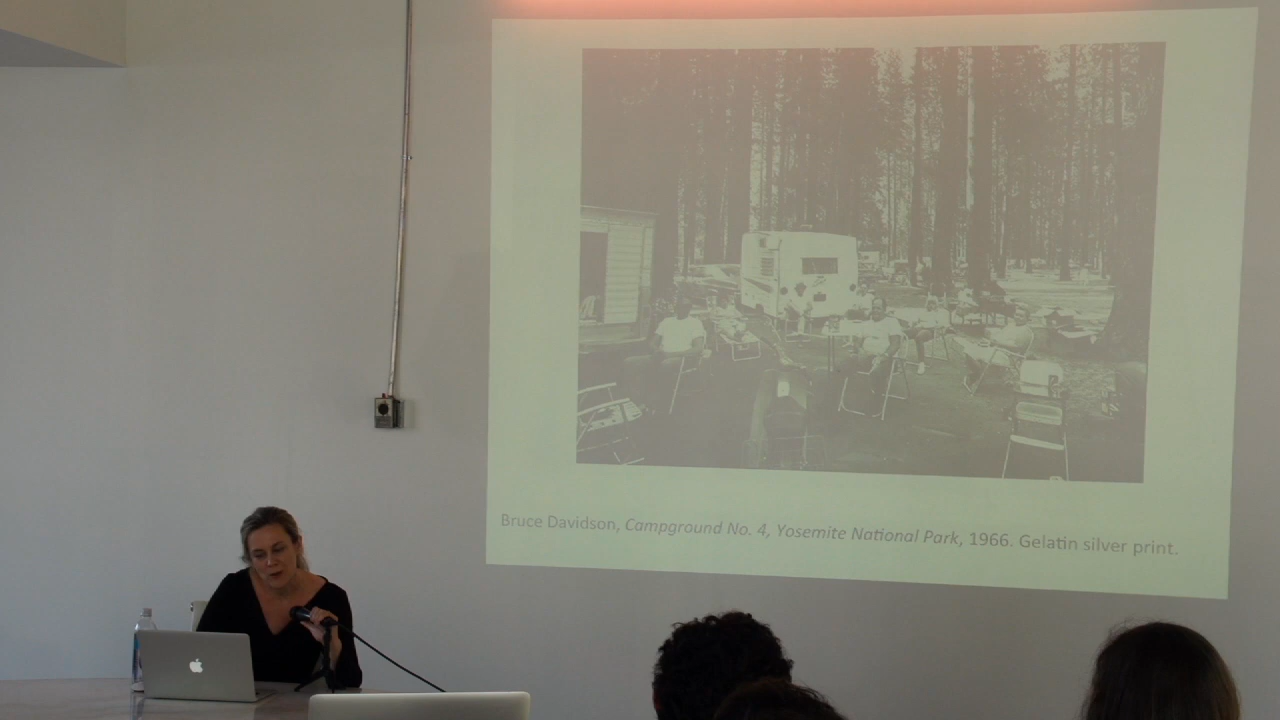 Bruce Davidson, Campground No. 4, Yosemite National Park, 1966. Gelatin silver print.